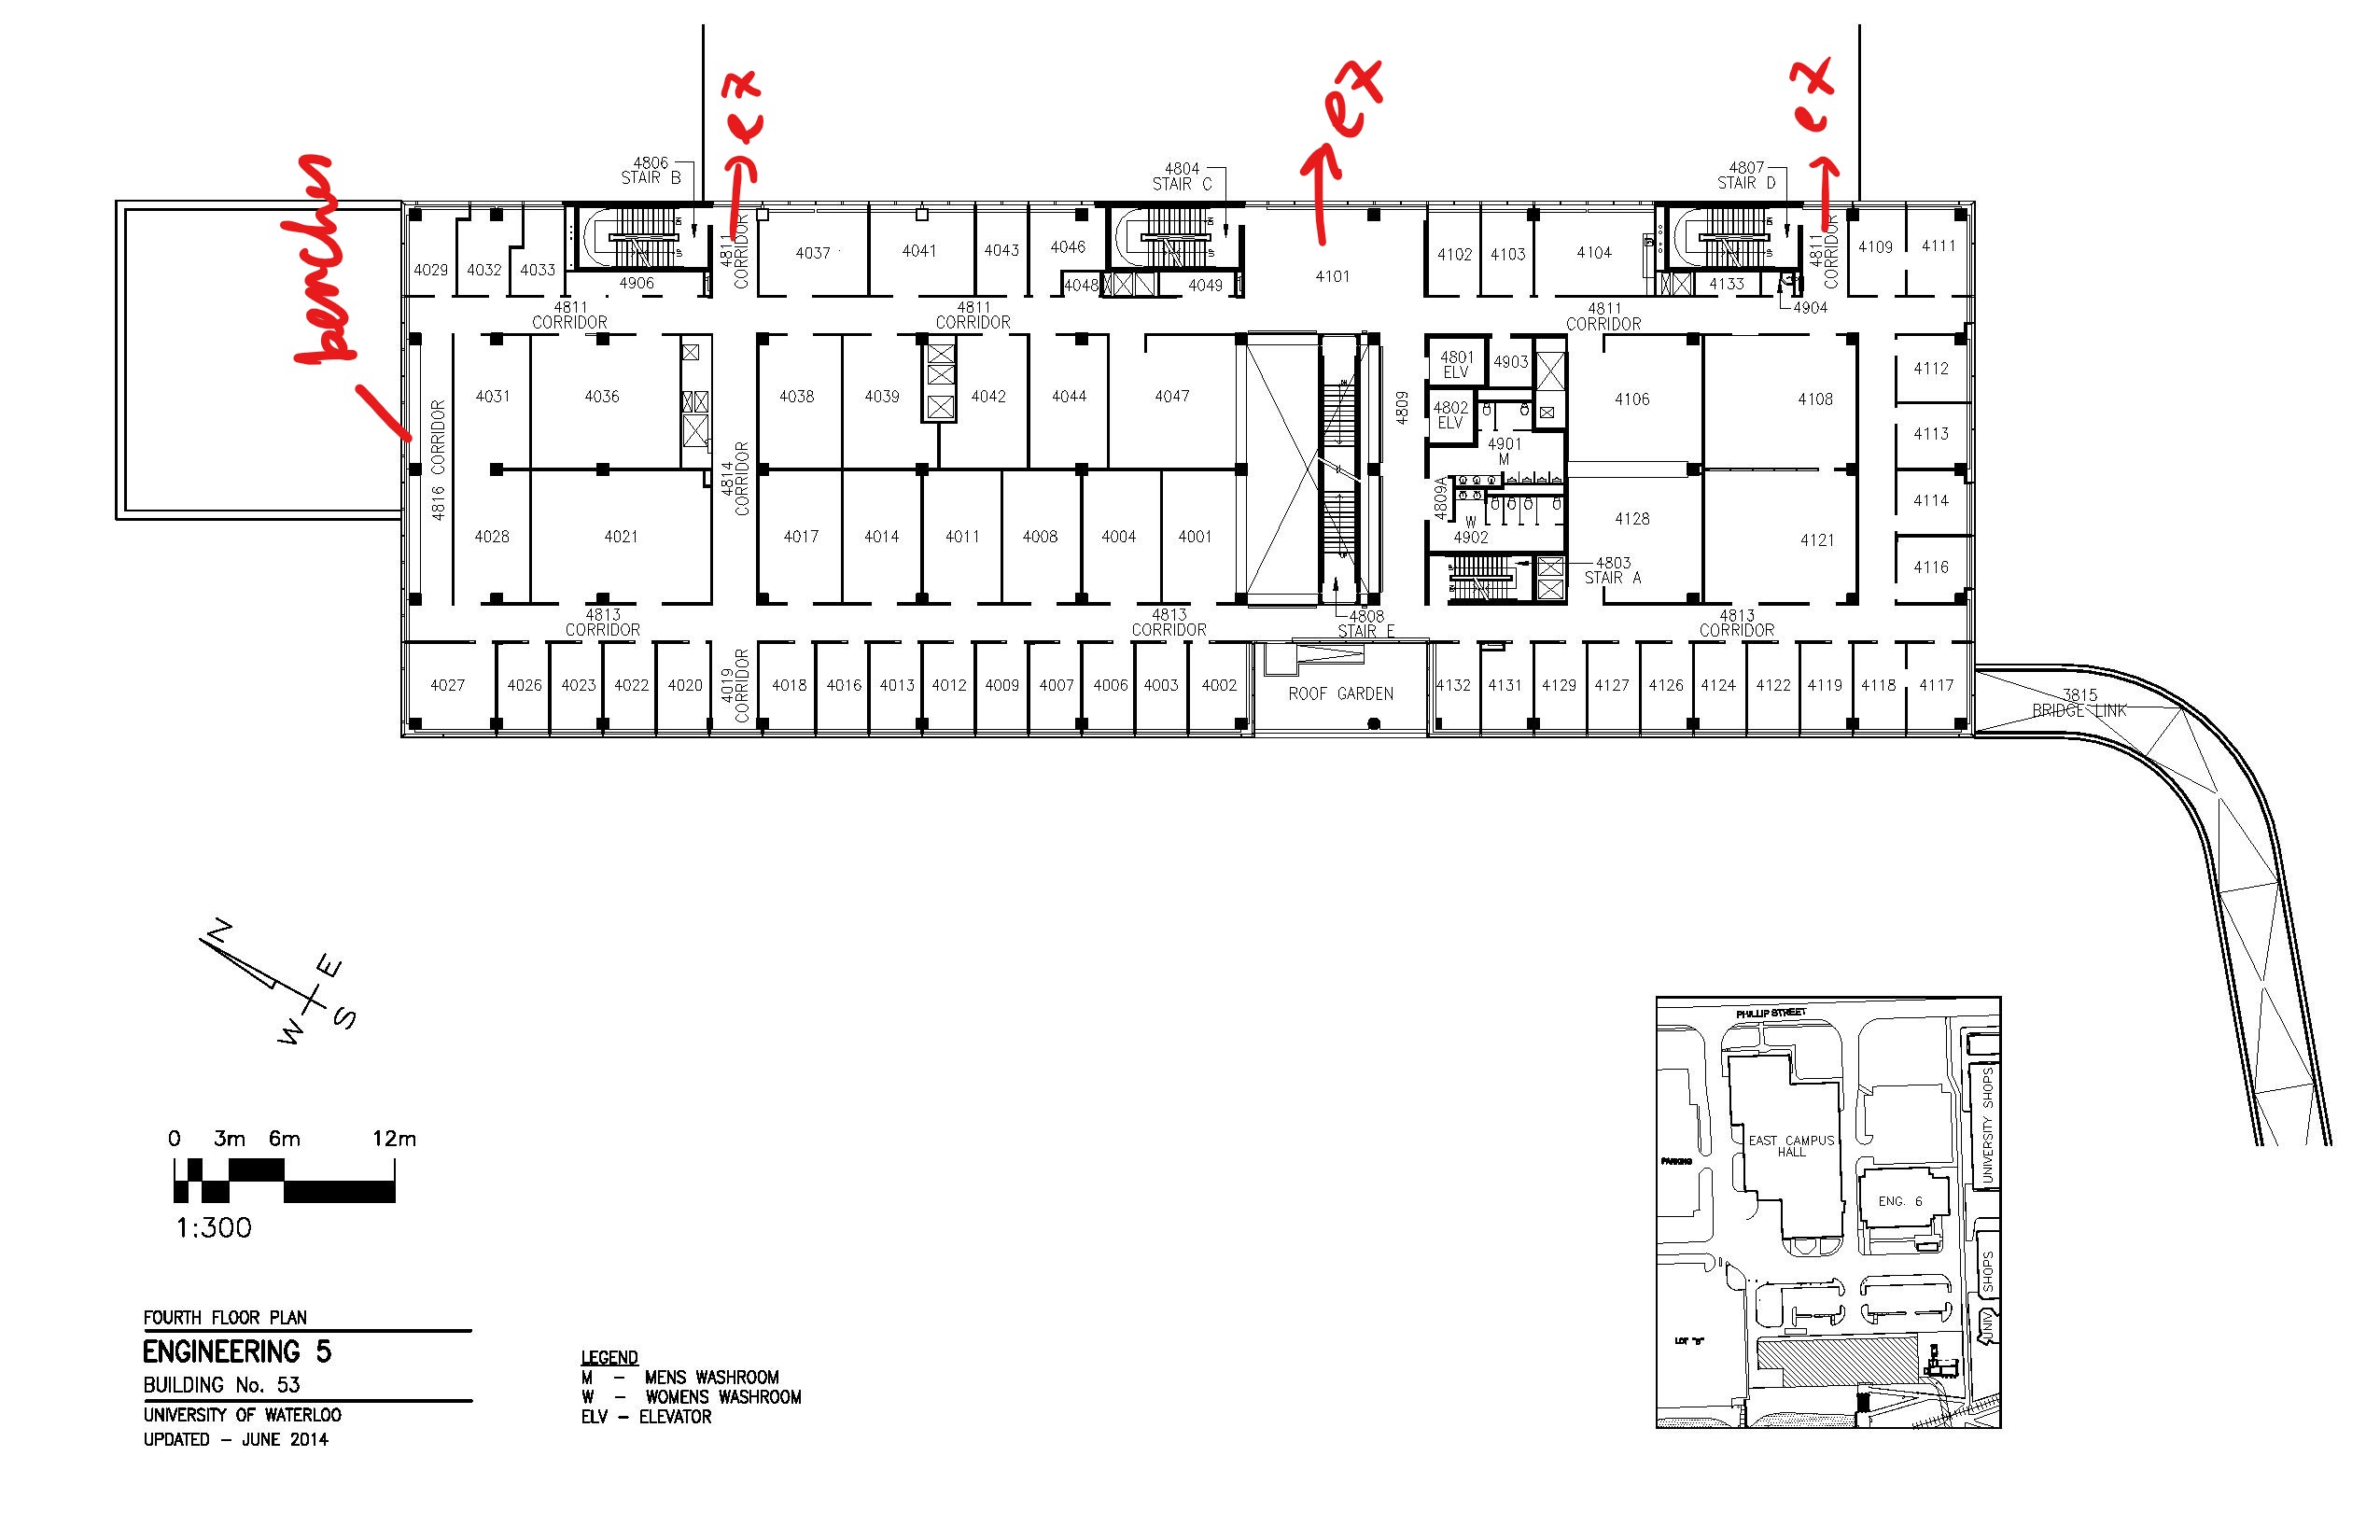 ex
ex
ex
benches
4806
STAIR B
4804
STAIR C
4807
STAIR D
4029
4032
4033
4906
4811
CORRIDOR
4037
4041
4043
4046
4048
4049
4101
4102
4103
4104
4133
4904
4811
CORRIDOR
4109
4111
4811
CORRIDOR
4811
CORRIDOR
4811
CORRIDOR
4816 CORRIDOR
4031
4036
4814
CORRIDOR
4038
4039
4042
4044
4047
4809
4801
ELV
4903
4802
ELV
4901
M
4809A
W
4902
4106
4108
4112
4113
4114
4116
4028
4021
4017
4014
4011
4008
4004
4001
4128
4121
4803
STAIR A
4808
STAIR E
4813
CORRIDOR
4813
CORRIDOR
4813
CORRIDOR
4027
4026
4023
4022
4020
4019
CORRIDOR
4018
4016
4013
4012
4009
4007
4006
4003
4002
ROOF GARDEN
4132
4131
4129
4127
4126
4124
4122
4119
4118
4117
3815
BRIDGE LINK
N
E
W
S
0 3m 6m 12m
1:300
FOURTH FLOOR PLAN
ENGINEERING 5
BUILDING No. 53
UNIVERSITY OF WATERLOO
UPDATED – JUNE 2014
LEGEND
M – MENS WASHROOM
W – WOMENS WASHROOM
ELV – ELEVATOR
PHILLIP STREET
EAST CAMPUS
HALL
PARKING
ENG. 6
UNIVERSITY SHOPS
UNIV SHOPS
LOT "B"